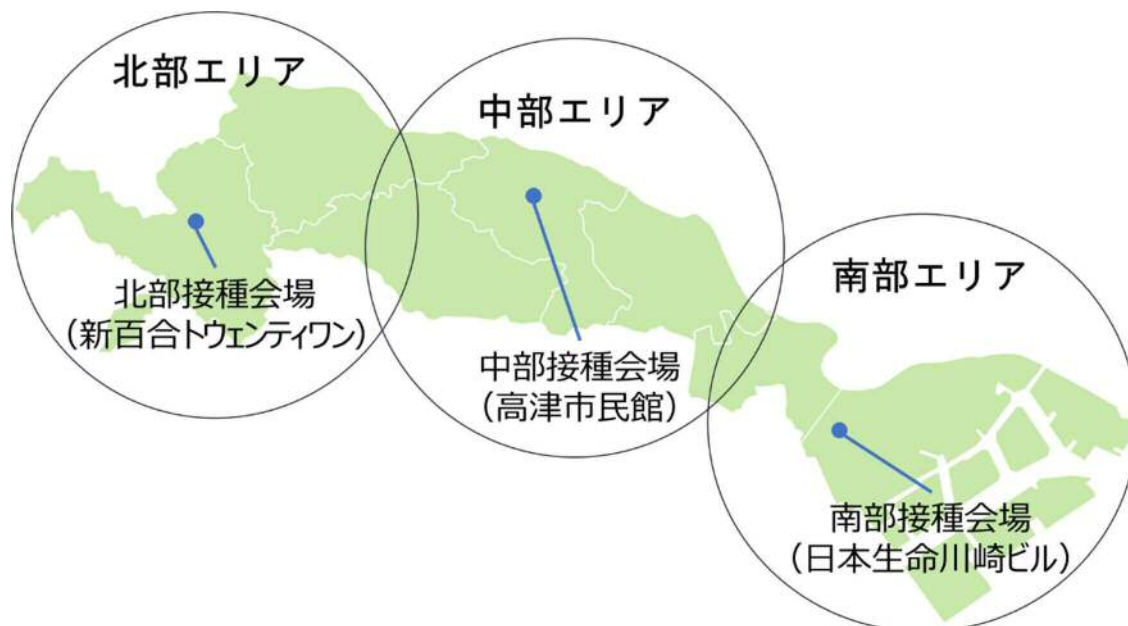 北部エリア
北部接種会場
（新百合トウェンティワン）
中部エリア
中部接種会場
（高津市民館）
南部エリア
南部接種会場
（日本生命川崎ビル）